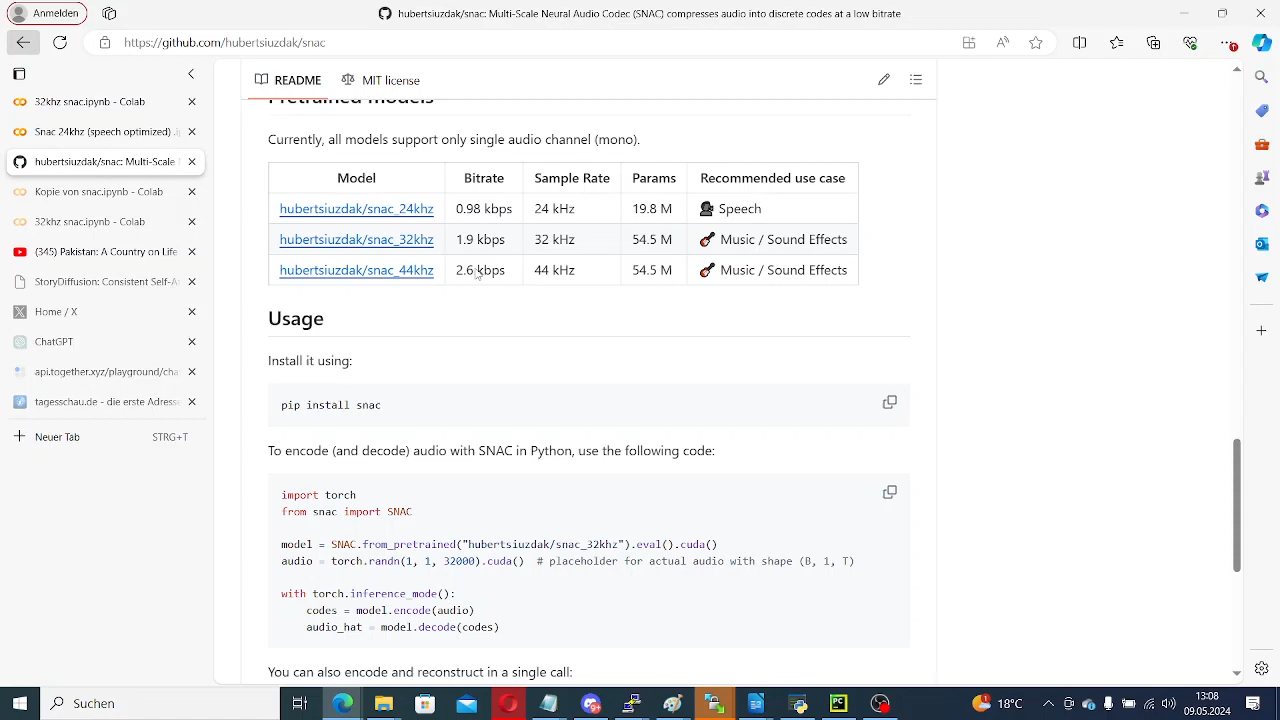 Annelden
hubertsiuzdak/snac: Multi-Scale Neural Audio Codec (SNAC) compresses audio into discrete codes at a low bitrate
https://github.com/hubertsiuzdak/snac
32khz snac.ipynb - Colab
Snac 24khz (speech optimized) .i
hubertsiuzdak/snac: Multi-Scale
Kopie von snac.ipynb - Colab
32khz snac.ipynb - Colab
(345) Pakistan: A Country on Life
StoryDiffusion: Consistent Self-A
Home / X
ChatGPT
api.together.xyz/playground/cha
tagesschau.de - die erste Adresse
Neuer Tab STRG+T
README MIT license
Pretrained models
Currently, all models support only single audio channel (mono).
Model Bitrate Sample Rate Params Recommended use case
hubertsiuzdak/snac_24khz 0.98 kbps 24 kHz 19.8 M Speech
hubertsiuzdak/snac_32khz 1.9 kbps 32 kHz 54.5 M Music / Sound Effects
hubertsiuzdak/snac_44khz 2.6 kbps 44 kHz 54.5 M Music / Sound Effects
Usage
Install it using:
pip install snac
To encode (and decode) audio with SNAC in Python, use the following code:
import torch
from snac import SNAC
model = SNAC.from_pretrained("hubertsiuzdak/snac_32khz").eval().cuda()
audio = torch.randn(1, 1, 32000).cuda() # placeholder for actual audio with shape (B, 1, T)
with torch.inference_mode():
codes = model.encode(audio)
audio_hat = model.decode(codes)
You can also encode and reconstruct in a single call:
Suchen
18°C
13:08
09.05.2024